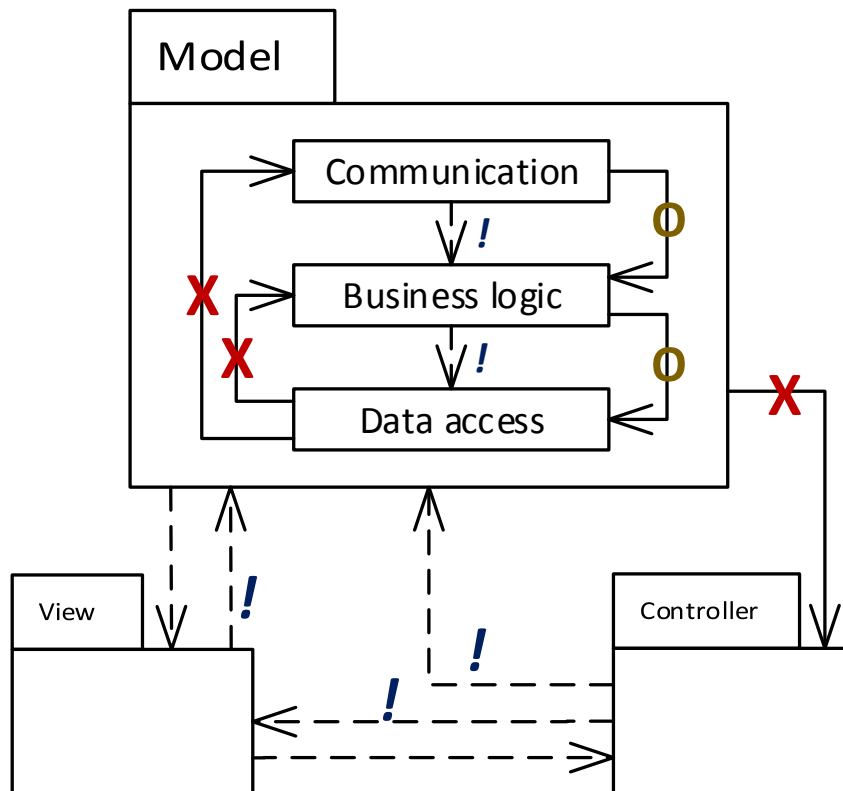 Model
Communication
!
O
Business logic
X
X
!
O
Data access
X
View
!
Controller
!
!